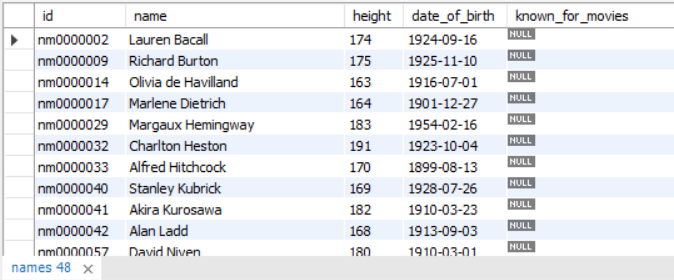 id name height date_of_birth known_for_movies
nm0000002 Lauren Bacall 174 1924-09-16 NULL
nm0000009 Richard Burton 175 1925-11-10 NULL
nm0000014 Olivia de Havilland 163 1916-07-01 NULL
nm0000017 Marlene Dietrich 164 1901-12-27 NULL
nm0000029 Margaux Hemingway 183 1954-02-16 NULL
nm0000032 Charlton Heston 191 1923-10-04 NULL
nm0000033 Alfred Hitchcock 170 1899-08-13 NULL
nm0000040 Stanley Kubrick 169 1928-07-26 NULL
nm0000041 Akira Kurosawa 182 1910-03-23 NULL
nm0000042 Alan Ladd 168 1913-09-03 NULL
nm0000057 David Niven 180 1910-03-01 NULL
names 48